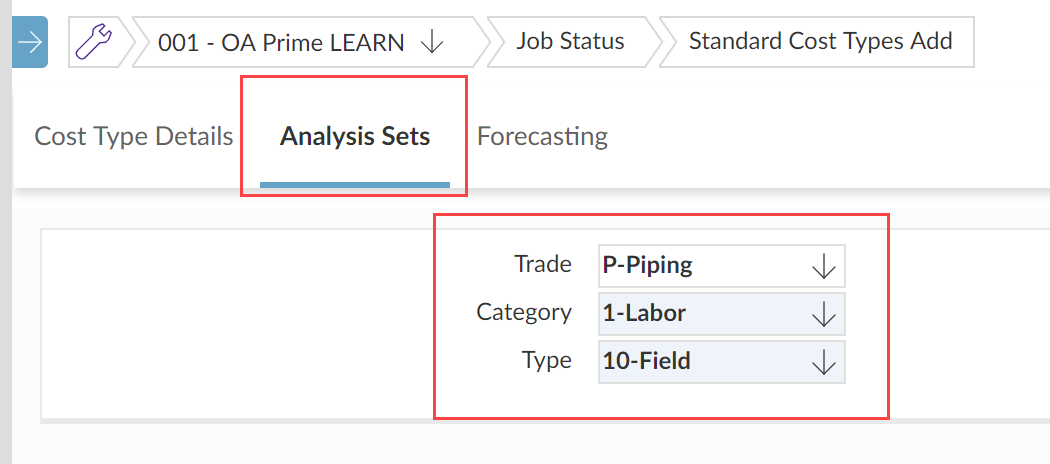 001 - OA Prime LEARN
Job Status
Standard Cost Types Add
Cost Type Details
Analysis Sets
Forecasting
Trade P-Piping
Category 1-Labor
Type 10-Field